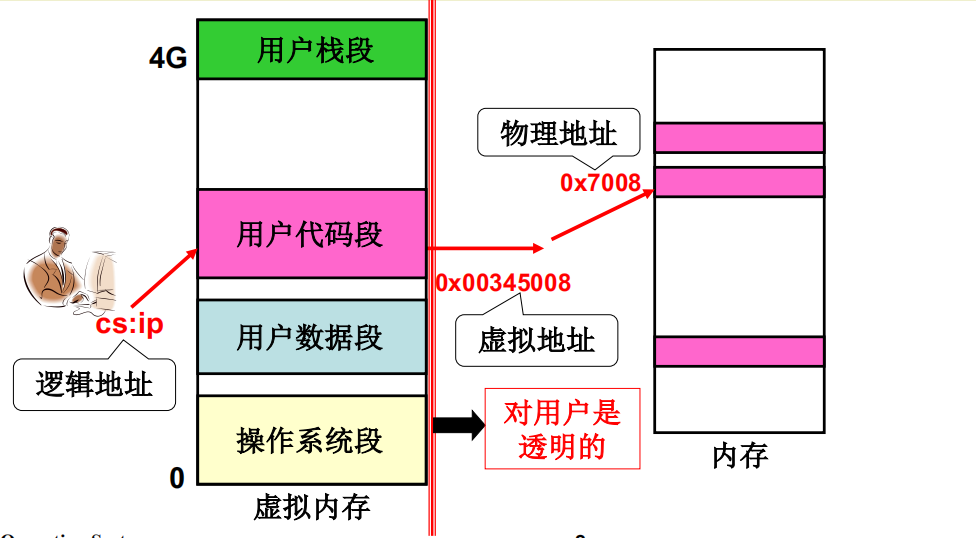 4G
用户栈段
用户代码段
用户数据段
操作系统段
0
虚拟内存
cs:ip
逻辑地址
物理地址
0x7008
0x00345008
虚拟地址
对用户是
透明的
内存